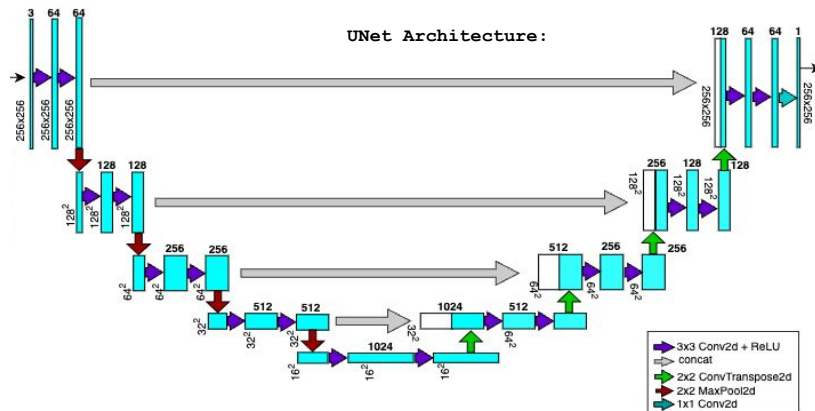 UNet Architecture:
3 64 64
256x256 256x256 256x256
128 64 64 1
256x256 256x256
128 128
128² 128² 128²
256 128 128
128² 128² 128²
256 256
64² 64² 64²
512 256 256
64² 64² 64²
512 512
32² 32² 32²
1024 512
32² 64²
1024
16² 16² 16²
3x3 Conv2d + ReLU
concat
2x2 ConvTranspose2d
2x2 MaxPool2d
1x1 Conv2d